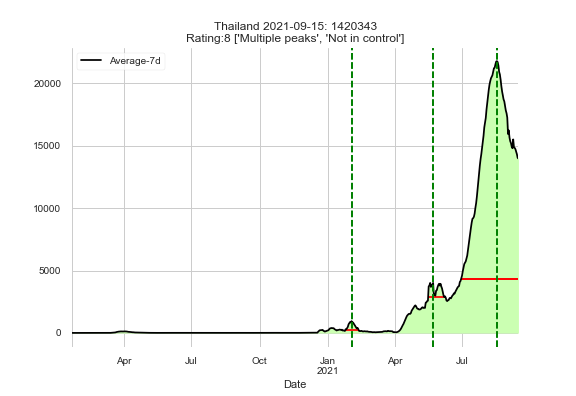 Thailand 2021-09-15: 1420343
Rating:8 ['Multiple peaks', 'Not in control']
Average-7d
20000
15000
10000
5000
0
Apr Jul Oct Jan Apr Jul
2021
Date